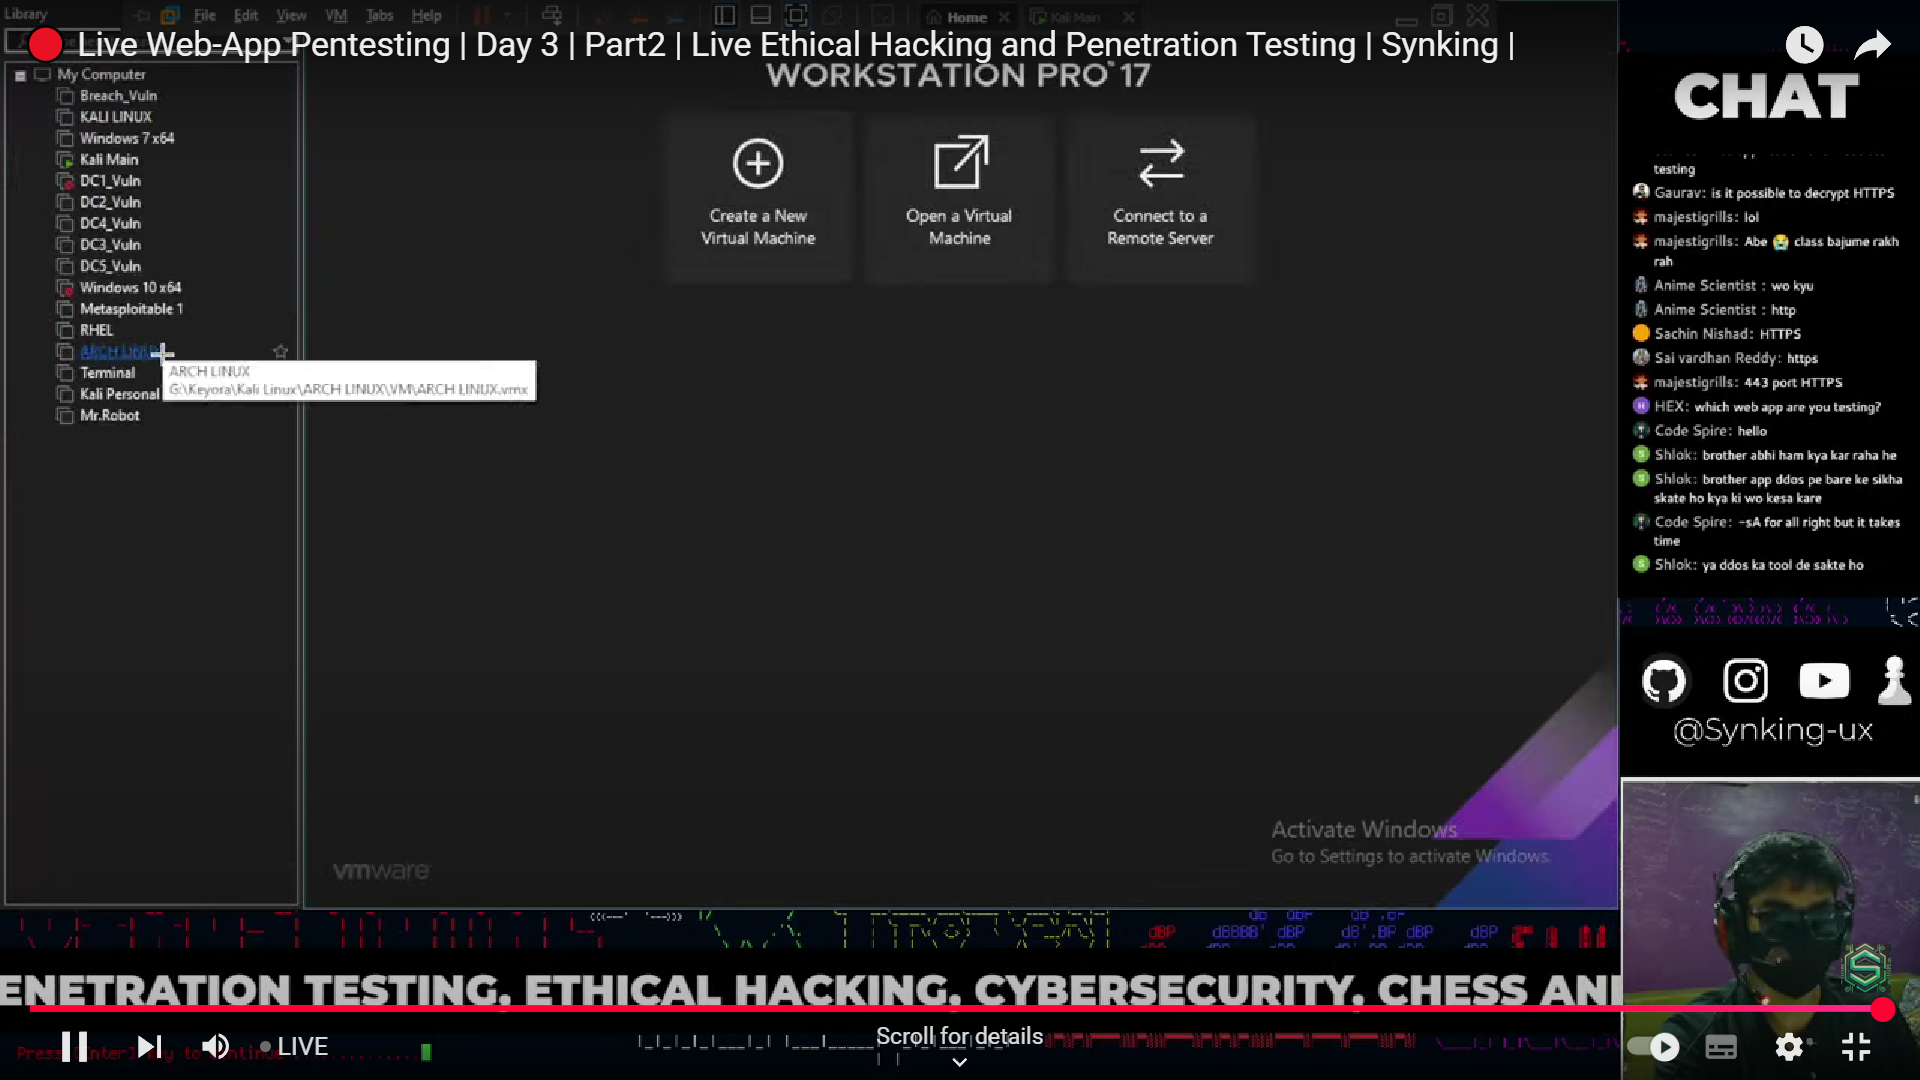 Library
File Edit View VM Tabs Help
Home
Kali Main
Live Web-App Pentesting | Day 3 | Part2 | Live Ethical Hacking and Penetration Testing | Synking |
WORKSTATION PRO™ 17
My Computer
Breach_Vuln
KALI LINUX
Windows 7 x64
Kali Main
DC1_Vuln
DC2_Vuln
DC4_Vuln
DC3_Vuln
DC5_Vuln
Windows 10 x64
Metasploitable 1
RHEL
ARCH LINUX
Terminal
Kali Personal
Mr.Robot
ARCH LINUX
G:\Keyora\Kali Linux\ARCH LINUX\VM\ARCH LINUX.vmx
Create a New
Virtual Machine
Open a Virtual
Machine
Connect to a
Remote Server
vmware
Activate Windows
Go to Settings to activate Windows.
CHAT
testing
Gaurav: is it possible to decrypt HTTPS
majestigrills: lol
majestigrills: Abe 😭 class bajume rakh
rah
Anime Scientist : wo kyu
Anime Scientist : http
Sachin Nishad: HTTPS
Sai vardhan Reddy: https
majestigrills: 443 port HTTPS
HEX: which web app are you testing?
Code Spire: hello
Shlok: brother abhi ham kya kar raha he
Shlok: brother app ddos pe bare ke sikha
skate ho kya ki wo kesa kare
Code Spire: -sA for all right but it takes
time
Shlok: ya ddos ka tool de sakte ho
@Synking-ux
ENETRATION TESTING, ETHICAL HACKING, CYBERSECURITY, CHESS AN
Press [Enter] key to continue
LIVE
Scroll for details